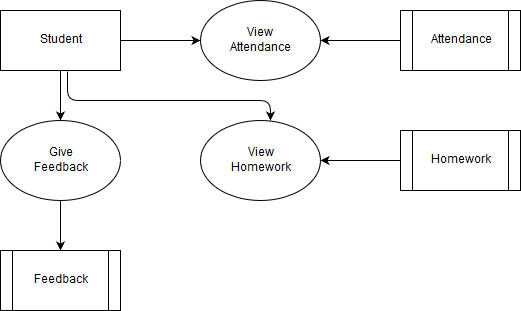 Student
View
Attendance
Attendance
Give
Feedback
View
Homework
Homework
Feedback